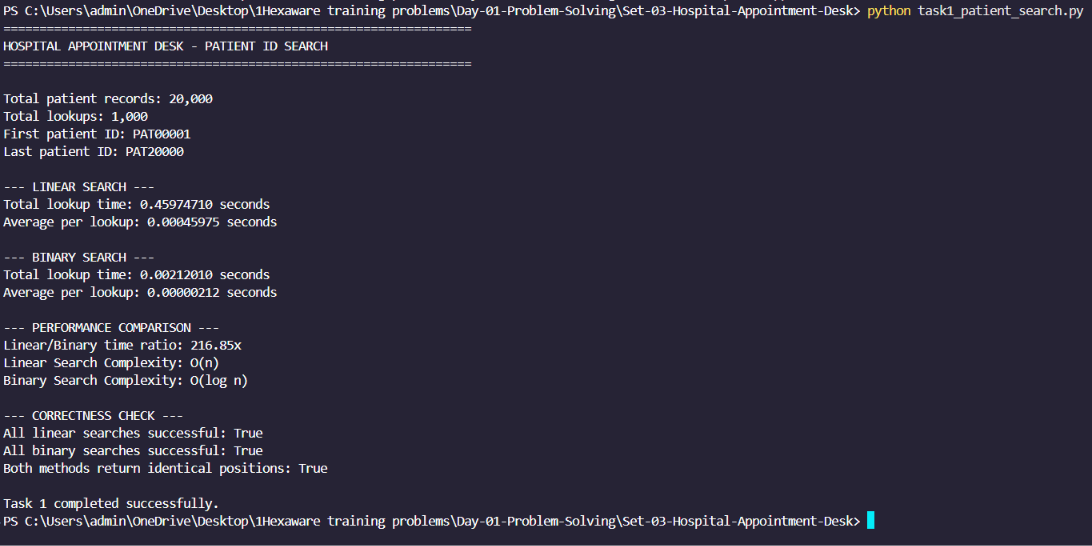 PS C:\Users\admin\OneDrive\Desktop\1Hexaware training problems\Day-01-Problem-Solving\Set-03-Hospital-Appointment-Desk> python task1_patient_search.py
=================================================================
HOSPITAL APPOINTMENT DESK - PATIENT ID SEARCH
=================================================================
Total patient records: 20,000
Total lookups: 1,000
First patient ID: PAT00001
Last patient ID: PAT20000
--- LINEAR SEARCH ---
Total lookup time: 0.45974710 seconds
Average per lookup: 0.00045975 seconds
--- BINARY SEARCH ---
Total lookup time: 0.00212010 seconds
Average per lookup: 0.00000212 seconds
--- PERFORMANCE COMPARISON ---
Linear/Binary time ratio: 216.85x
Linear Search Complexity: O(n)
Binary Search Complexity: O(log n)
--- CORRECTNESS CHECK ---
All linear searches successful: True
All binary searches successful: True
Both methods return identical positions: True
Task 1 completed successfully.
PS C:\Users\admin\OneDrive\Desktop\1Hexaware training problems\Day-01-Problem-Solving\Set-03-Hospital-Appointment-Desk>